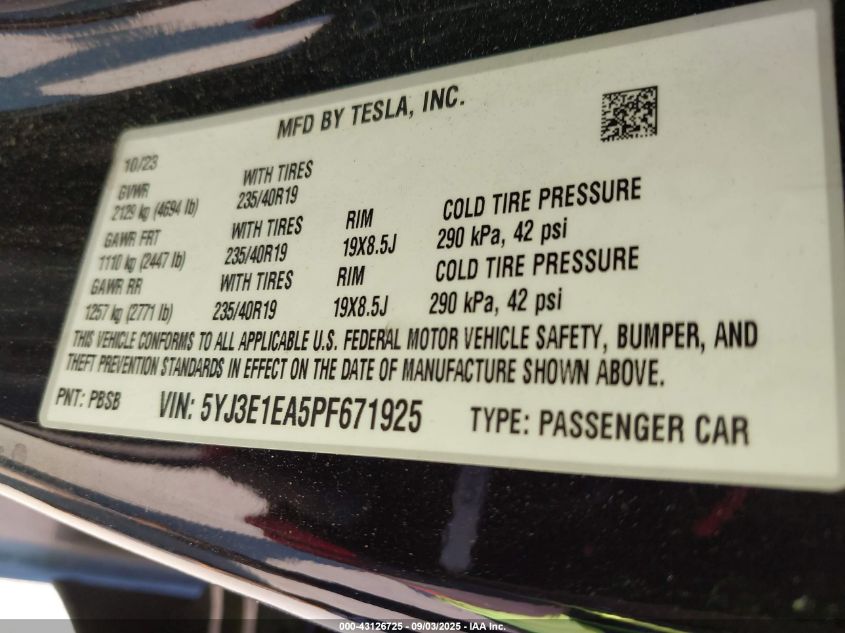 MFD BY TESLA, INC.
10/23
GVWR WITH TIRES
2129 kg (4694 lb) 235/40R19
GAWR FRT WITH TIRES RIM COLD TIRE PRESSURE
1110 kg (2447 lb) 235/40R19 19X8.5J 290 kPa, 42 psi
GAWR RR WITH TIRES RIM COLD TIRE PRESSURE
1257 kg (2771 lb) 235/40R19 19X8.5J 290 kPa, 42 psi
THIS VEHICLE CONFORMS TO ALL APPLICABLE U.S. FEDERAL MOTOR VEHICLE SAFETY, BUMPER, AND
THEFT PREVENTION STANDARDS IN EFFECT ON THE DATE OF MANUFACTURE SHOWN ABOVE.
PNT: PBSB VIN: 5YJ3E1EA5PF671925 TYPE: PASSENGER CAR
000-43126725 - 09/03/2025 - IAA Inc.